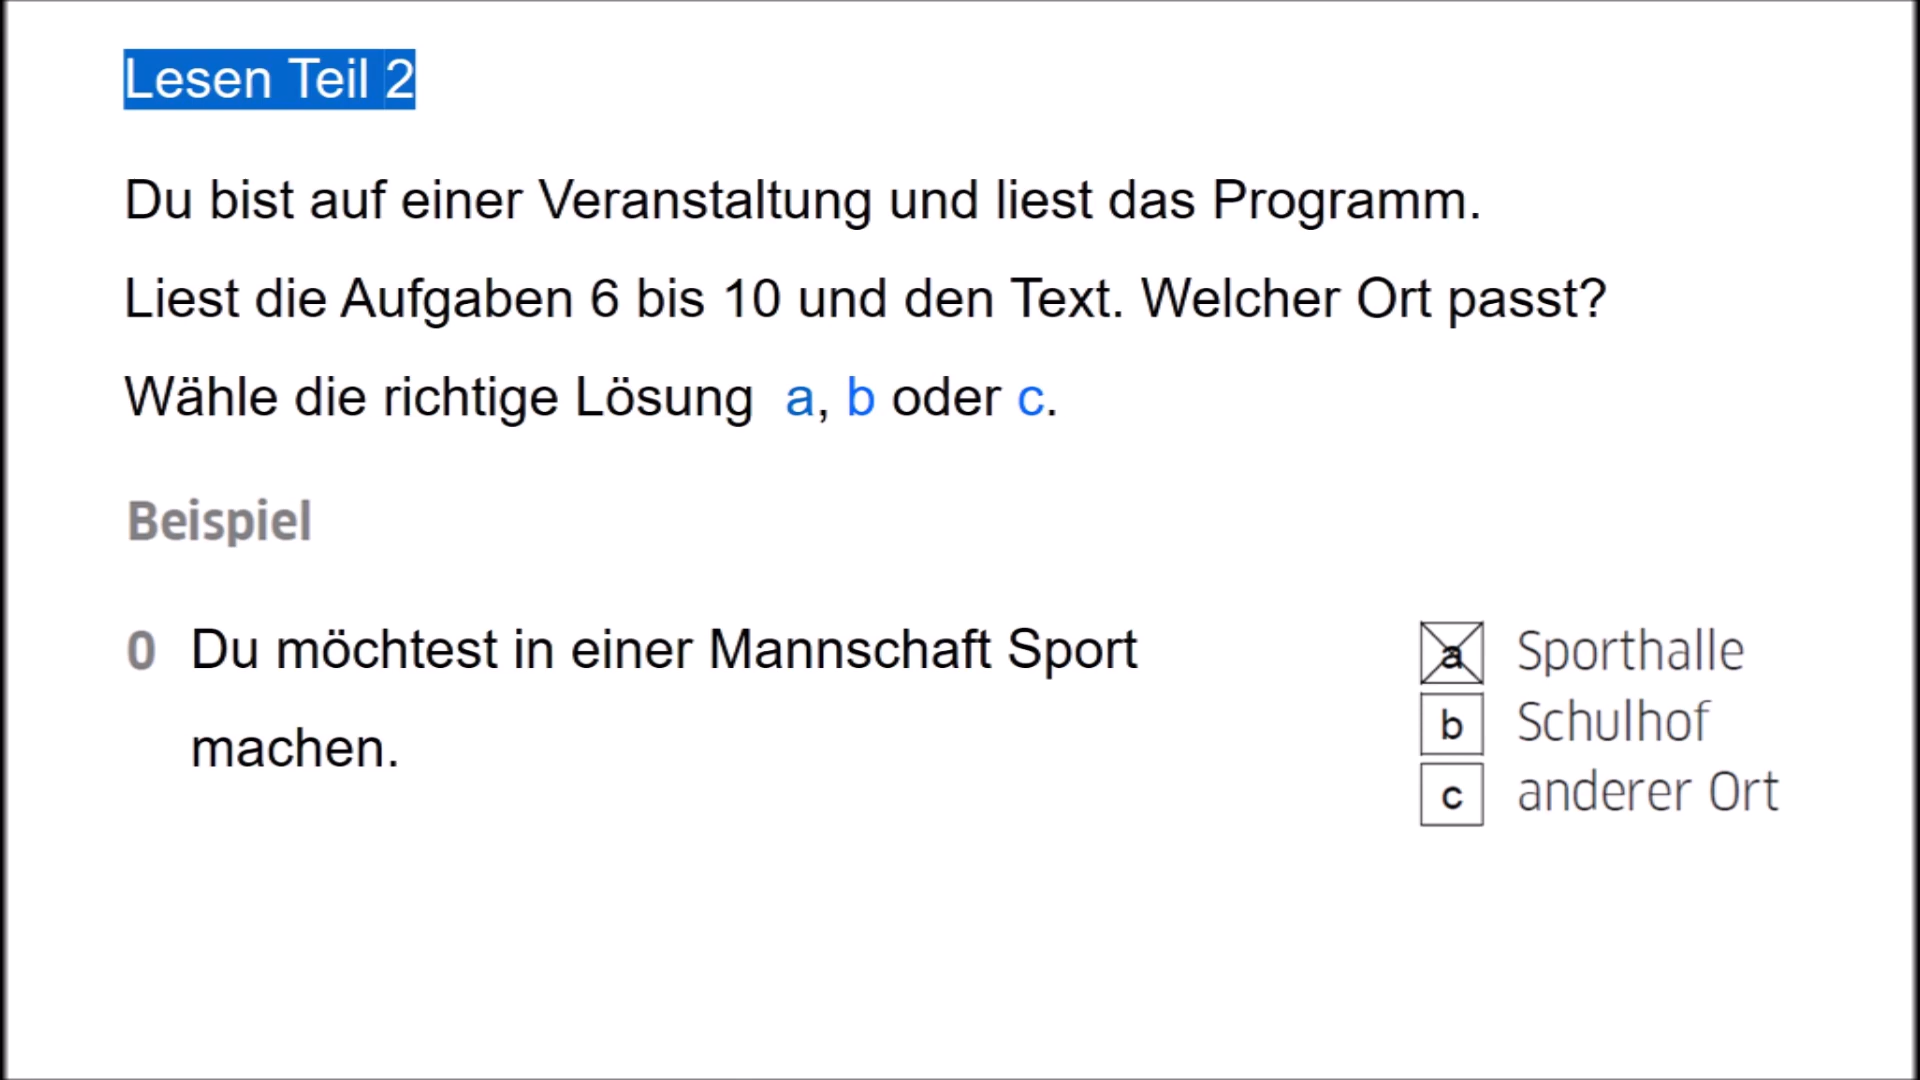 Lesen Teil 2
Du bist auf einer Veranstaltung und liest das Programm.
Liest die Aufgaben 6 bis 10 und den Text. Welcher Ort passt?
Wähle die richtige Lösung a, b oder c.
Beispiel
0 Du möchtest in einer Mannschaft Sport
machen.
a Sporthalle
b Schulhof
c anderer Ort